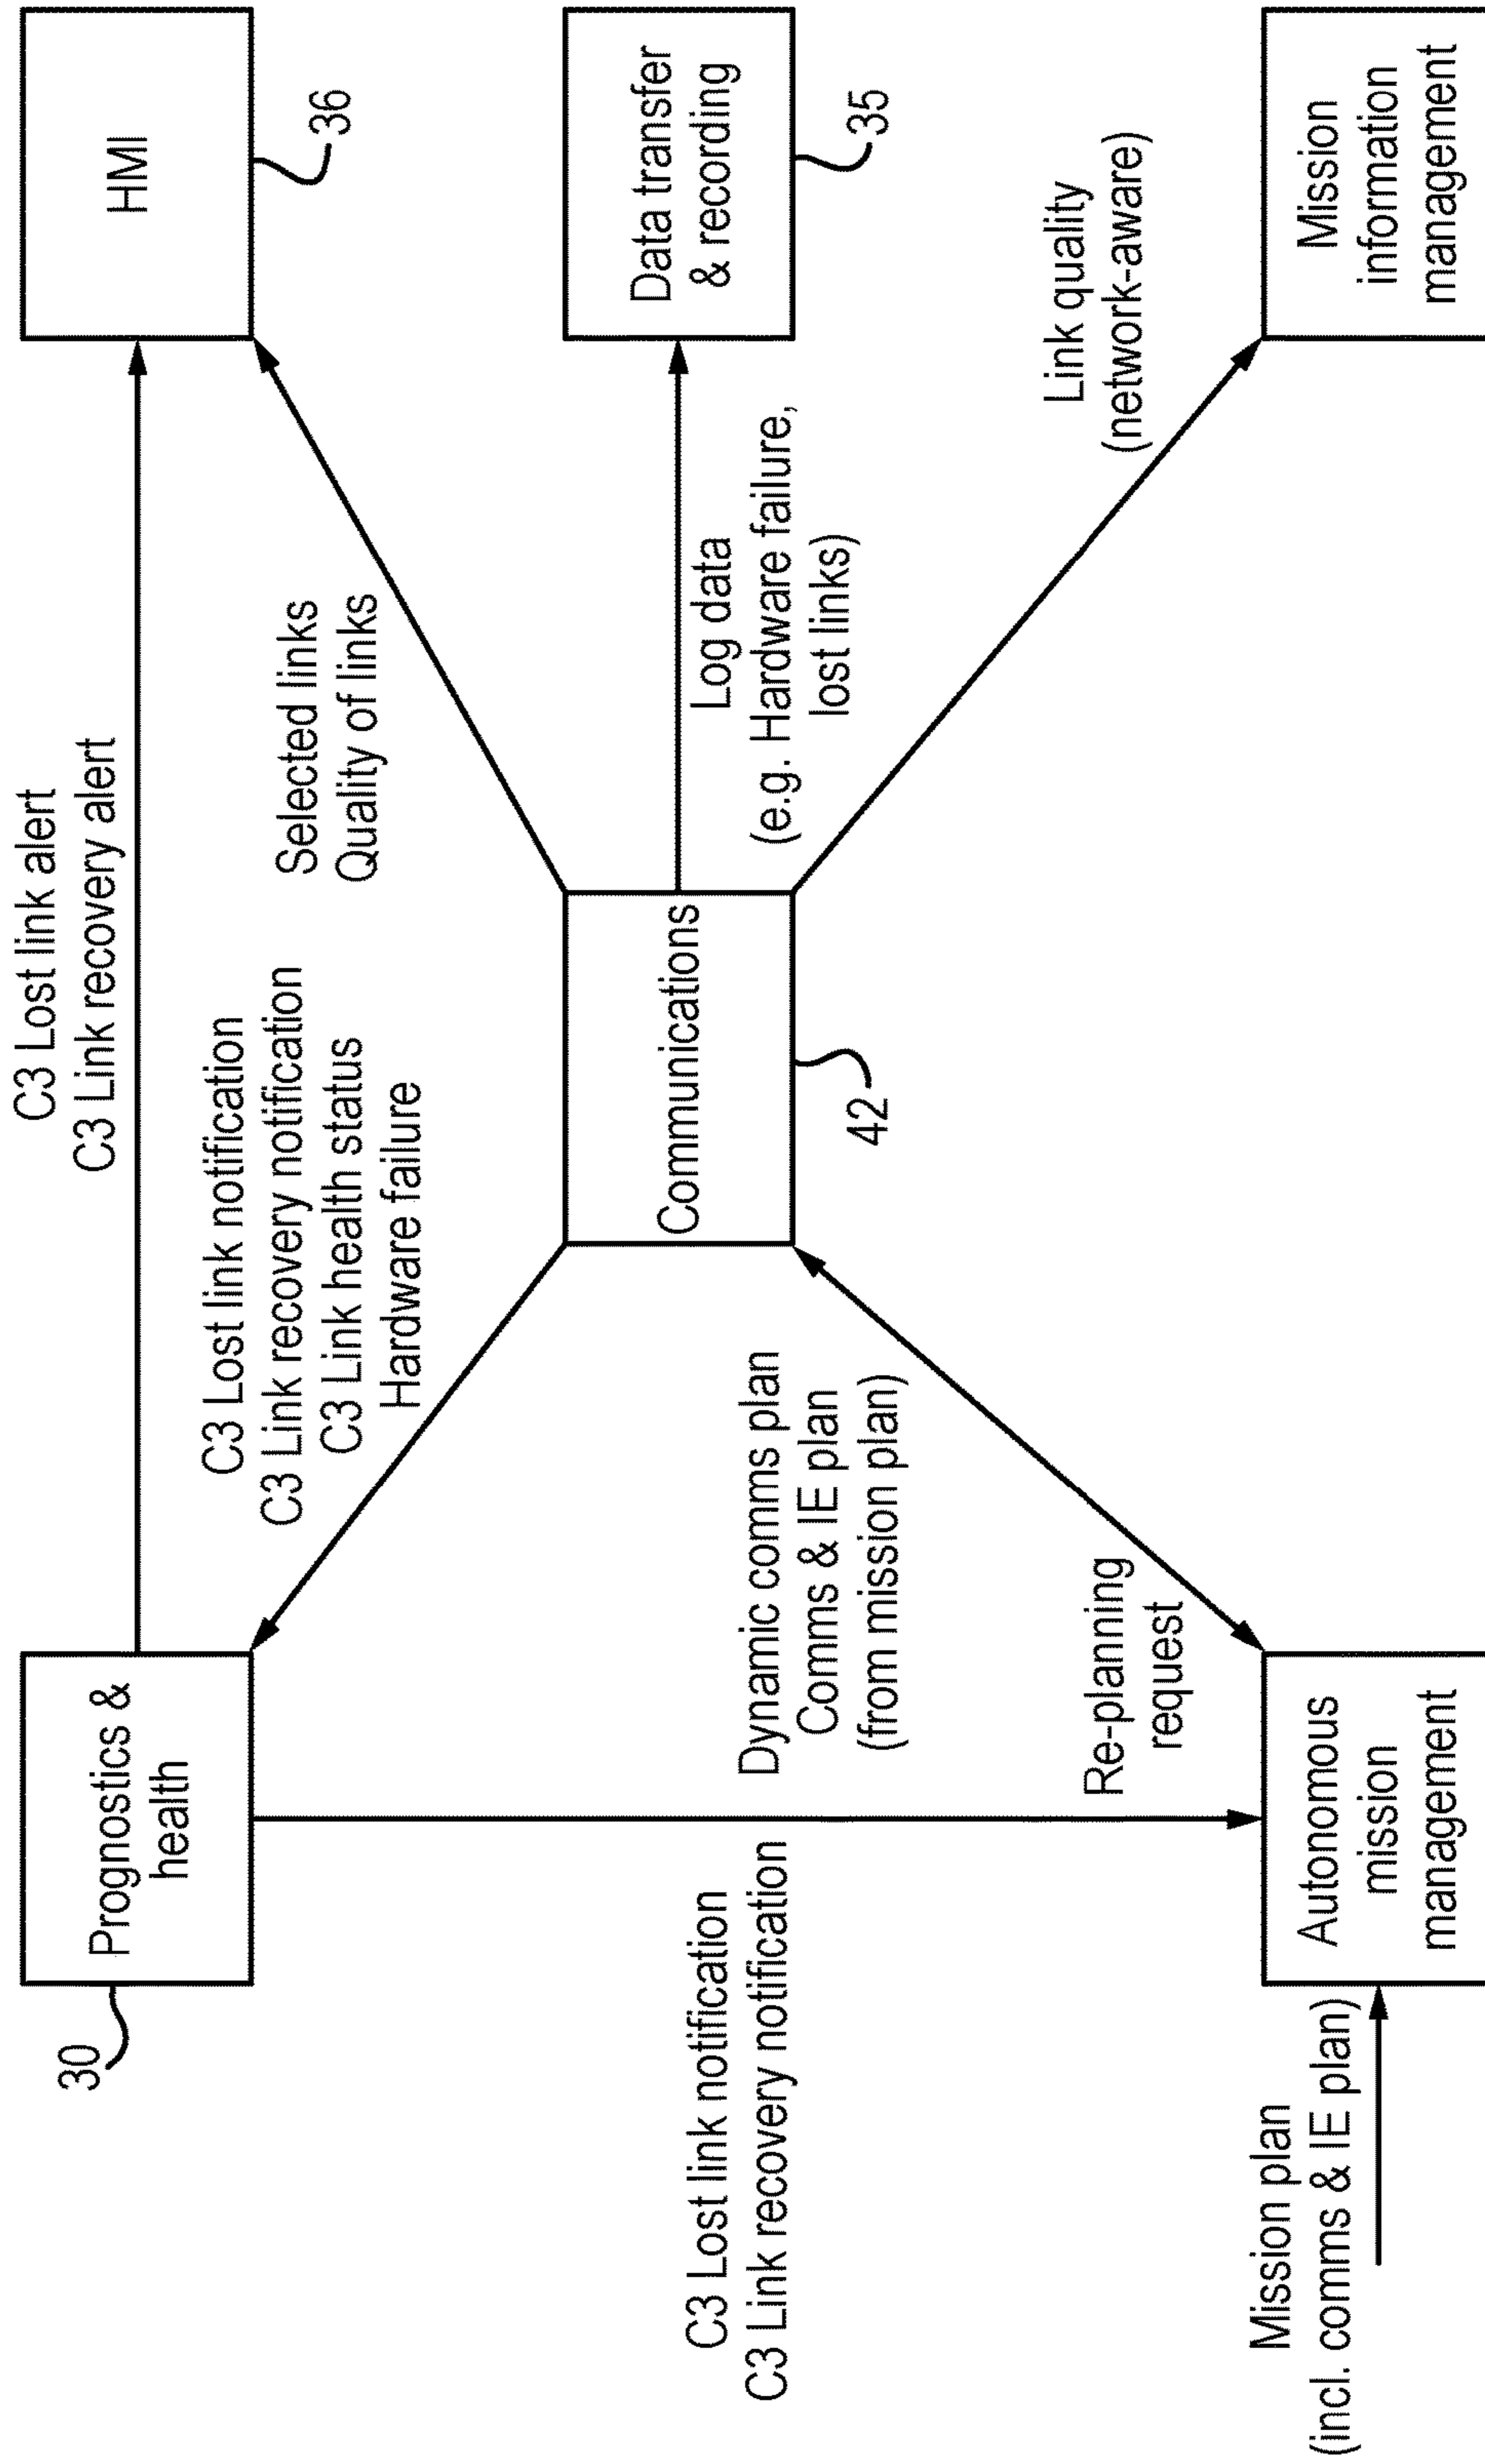 C3 Lost link alert
C3 Link recovery alert
30
Prognostics &
health
HMI
36
C3 Lost link notification
C3 Link recovery notification
C3 Link health status
Hardware failure
Selected links
Quality of links
C3 Lost link notification
C3 Link recovery notification
Communications
42
Log data
(e.g. Hardware failure,
lost links)
Data transfer
& recording
35
Dynamic comms plan
Comms & IE plan
(from mission plan)
Re-planning
request
Link quality
(network-aware)
Mission plan
(incl. comms & IE plan)
Autonomous
mission
management
Mission
information
management